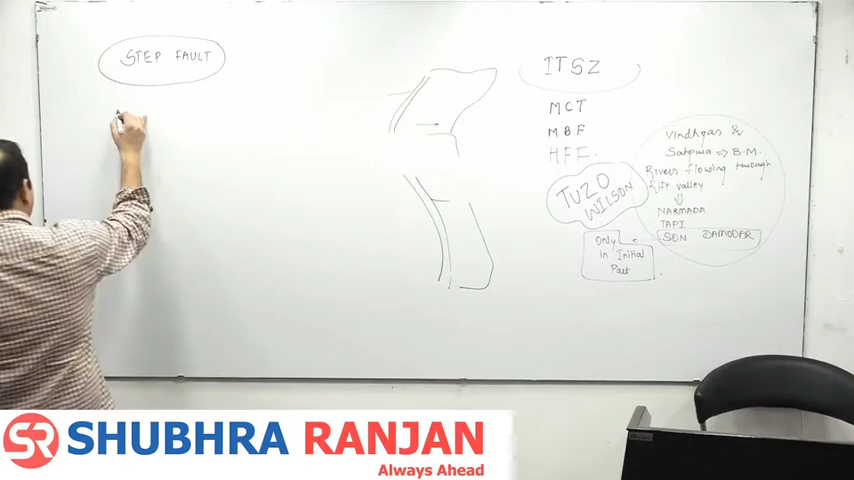 STEP FAULT
ITSZ
MCT
MBF
HFF
TUZO
WILSON
Only
in Initial
Part
Vindhyas &
Satpura => B.M.
Rivers flowing through
Rift valley
NARMADA
TAPI
SON DAMODAR
SR SHUBHRA RANJAN
Always Ahead